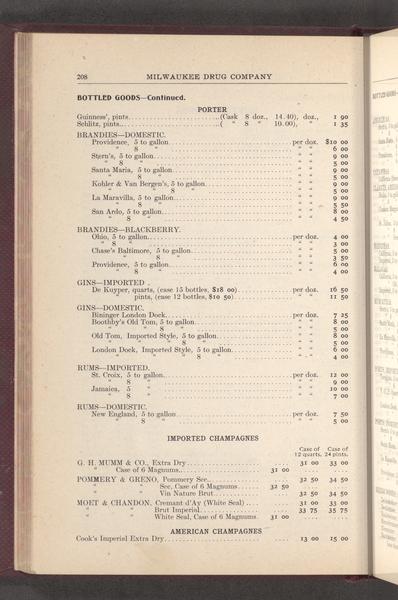 208 MILWAUKEE DRUG COMPANY
BOTTLED GOODS—Continued.
PORTER
Guinness', pints (Cask 8 doz., 14.40), doz., 1 90
Schlitz, pints ( " 8 " 10.00), " 1 35
BRANDIES—DOMESTIC.
Providence, 5 to gallon per doz. $10 00
" 8 " " " 6 00
Stern's, 5 to gallon " " 9 00
" 8 " " " 5 00
Santa Maria, 5 to gallon " " 9 00
" 8 " " " 5 00
Kohler & Van Bergen's, 5 to gallon " " 9 00
" 8 " " " 5 00
La Maravilla, 5 to gallon " " 9 00
" 8 " " " 5 50
San Ardo, 5 to gallon " " 8 00
" 8 " " " 4 50
BRANDIES—BLACKBERRY.
Ohio, 5 to gallon per doz. 4 00
" 8 " " " 3 00
Chase's Baltimore, 5 to gallon " " 5 00
" 8 " " " 3 50
Providence, 5 to gallon " " 6 00
" 8 " " " 4 00
GINS—IMPORTED.
De Kuyper, quarts, (case 15 bottles, $18 00) per doz. 16 50
" pints, (case 12 bottles, $10 50) " " 11 50
GINS—DOMESTIC.
Bininger London Dock per doz. 7 25
Boothby's Old Tom, 5 to gallon " " 8 00
" " " 8 " " " 5 00
Old Tom, Imported Style, 5 to gallon " " 8 00
" " " " 8 " " " 5 00
London Dock, Imported Style, 5 to gallon " " 6 00
" " " " 8 " " " 4 00
RUMS—IMPORTED.
St. Croix, 5 to gallon per doz. 12 00
" 8 " " " 9 00
Jamaica, 5 " " " 10 00
" 8 " " " 7 00
RUMS—DOMESTIC.
New England, 5 to gallon per doz. 7 50
" 8 " " " 5 00
IMPORTED CHAMPAGNES
Case of Case of
12 quarts. 24 pints.
G. H. MUMM & CO., Extra Dry 31 00 33 00
" Case of 6 Magnums 31 00
POMMERY & GRENO, Pommery Sec 32 50 34 50
" " Sec, Case of 6 Magnums 32 50
" " Vin Nature Brut 32 50 34 50
MOET & CHANDON, Cremant d'Ay (White Seal) 31 00 33 00
" " Brut Imperial 33 75 35 75
" " White Seal, Case of 6 Magnums 31 00
AMERICAN CHAMPAGNES
Cook's Imperial Extra Dry 13 00 15 00